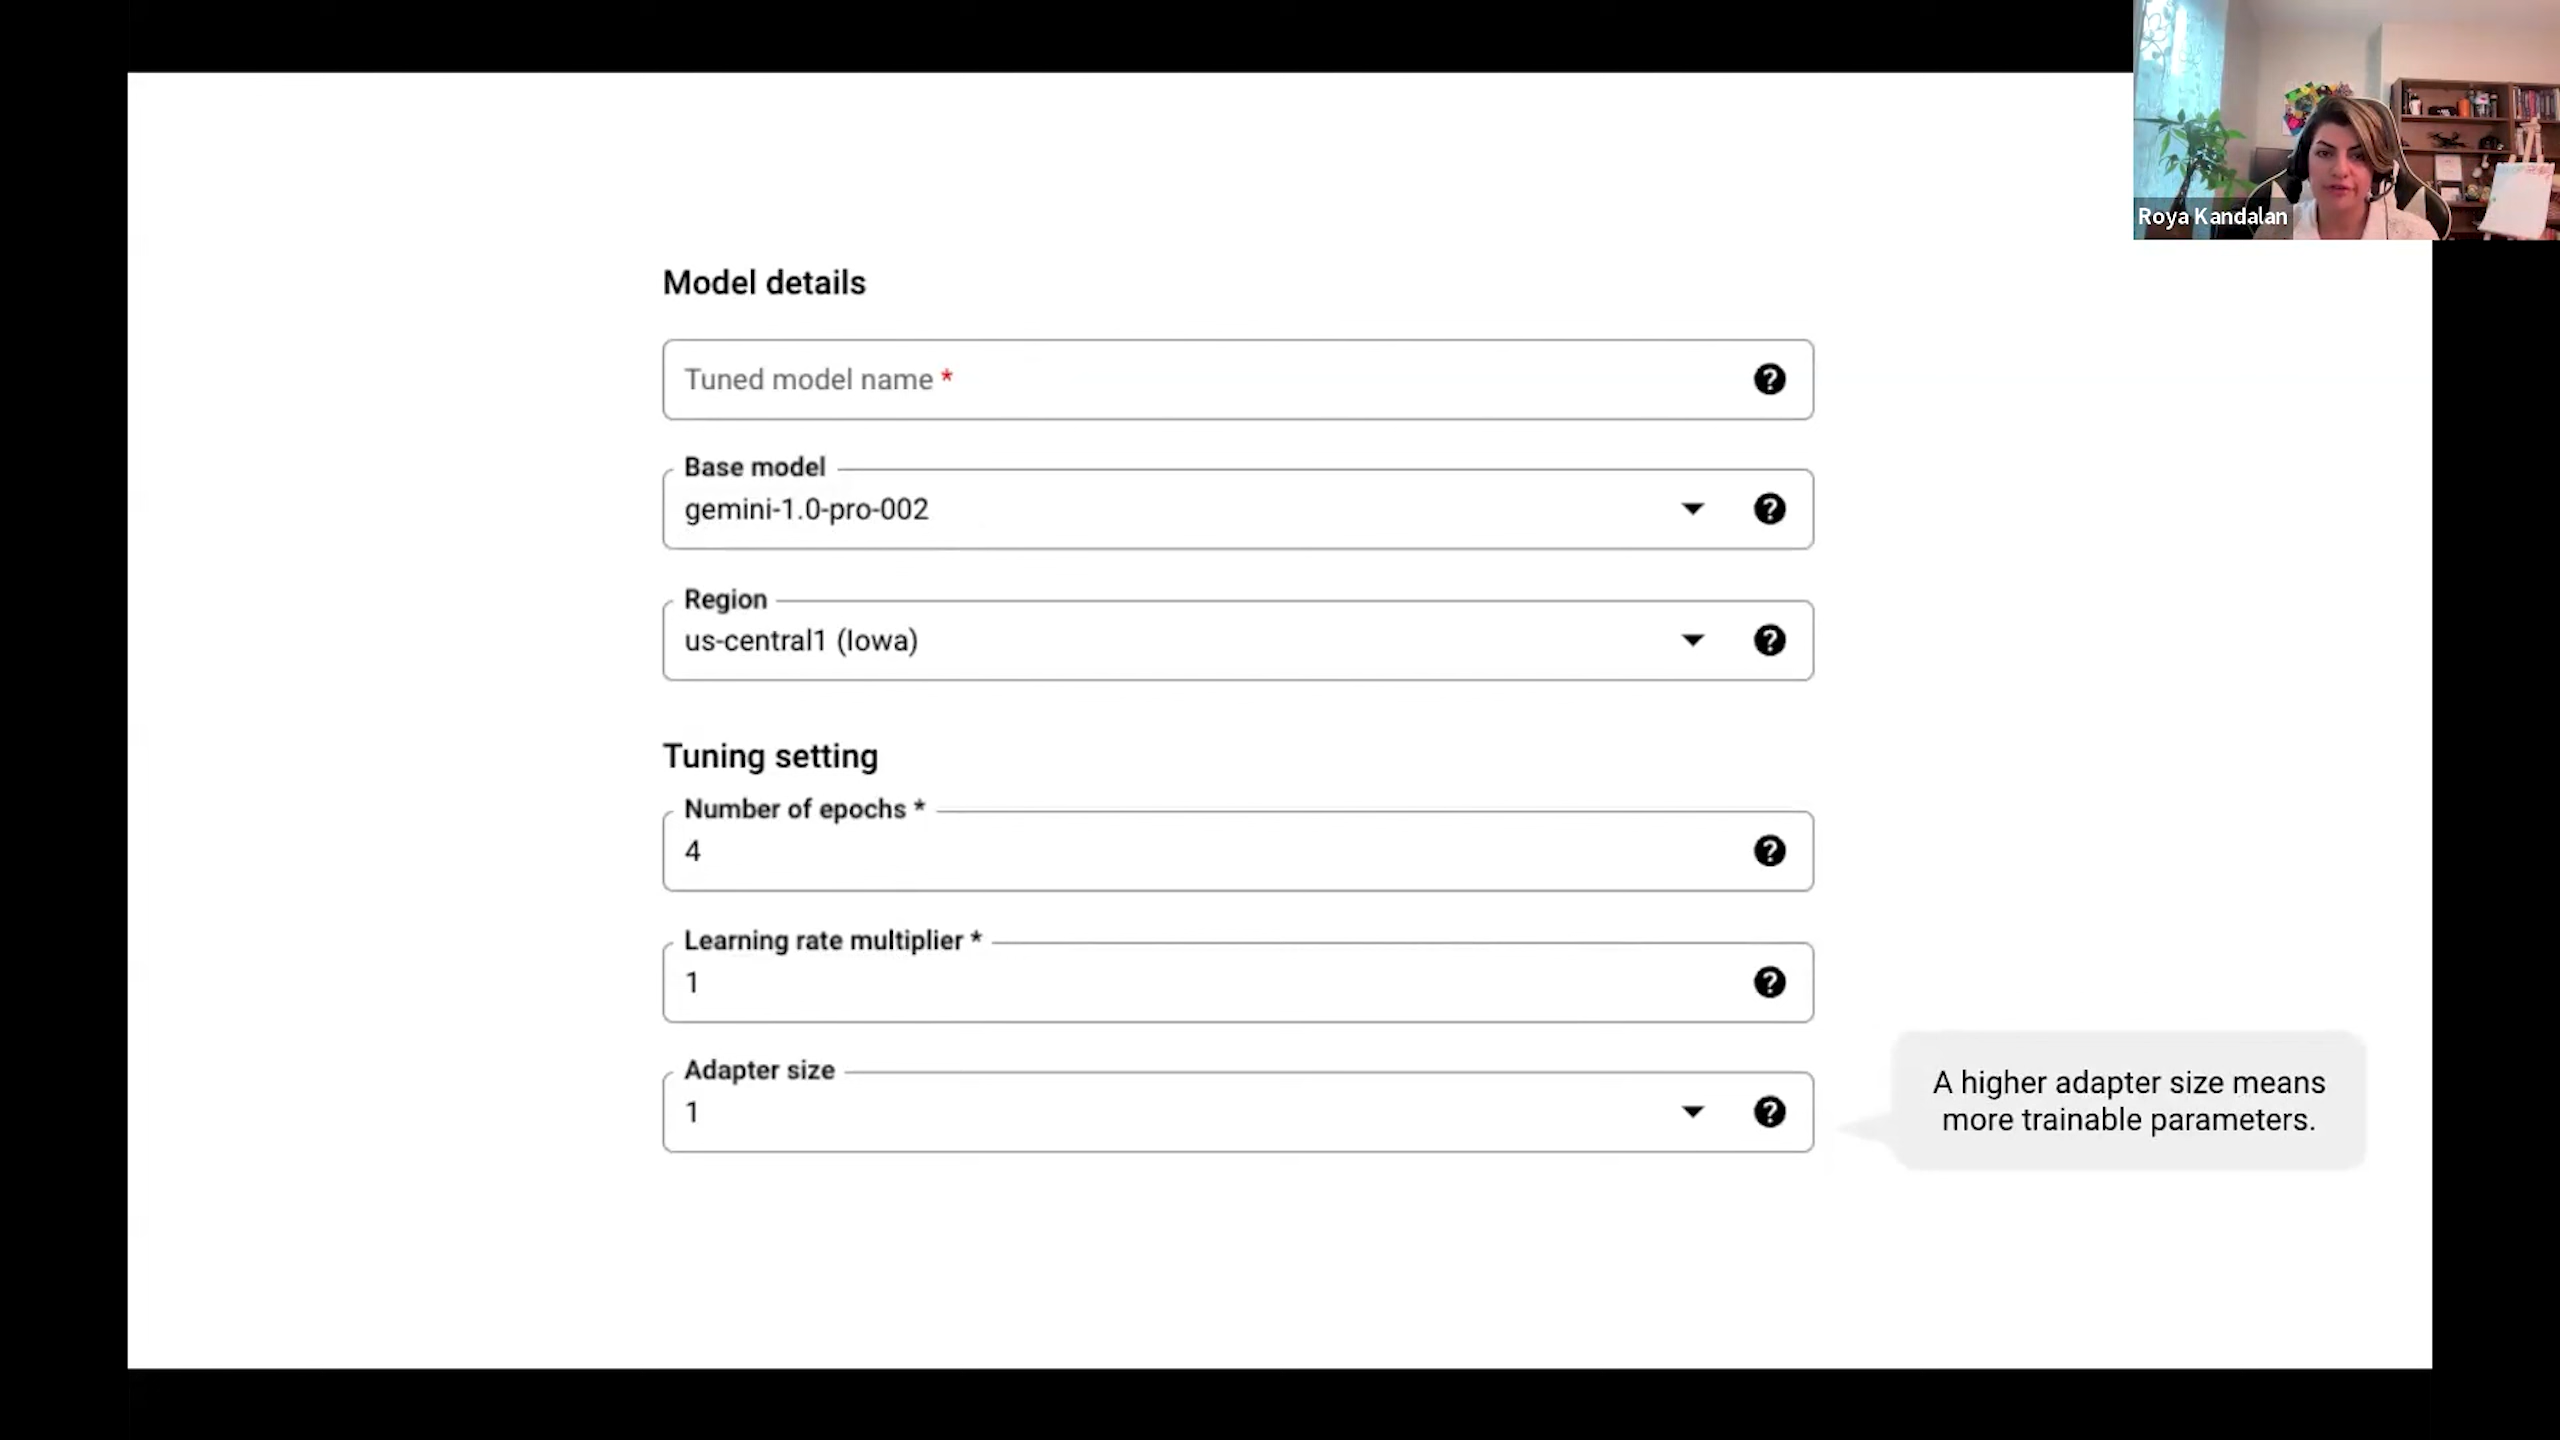 Roya Kandalan
Model details
Tuned model name *
Base model
gemini-1.0-pro-002
Region
us-central1 (Iowa)
Tuning setting
Number of epochs *
4
Learning rate multiplier *
1
Adapter size
1
A higher adapter size means
more trainable parameters.